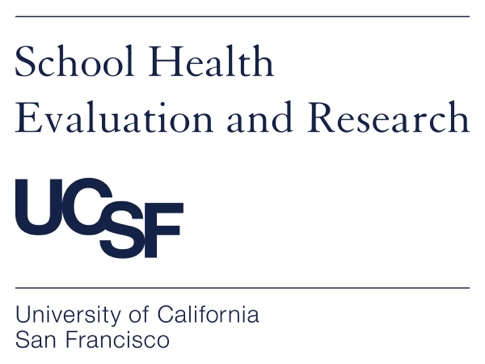 School Health
Evaluation and Research
UCSF
University of California
San Francisco